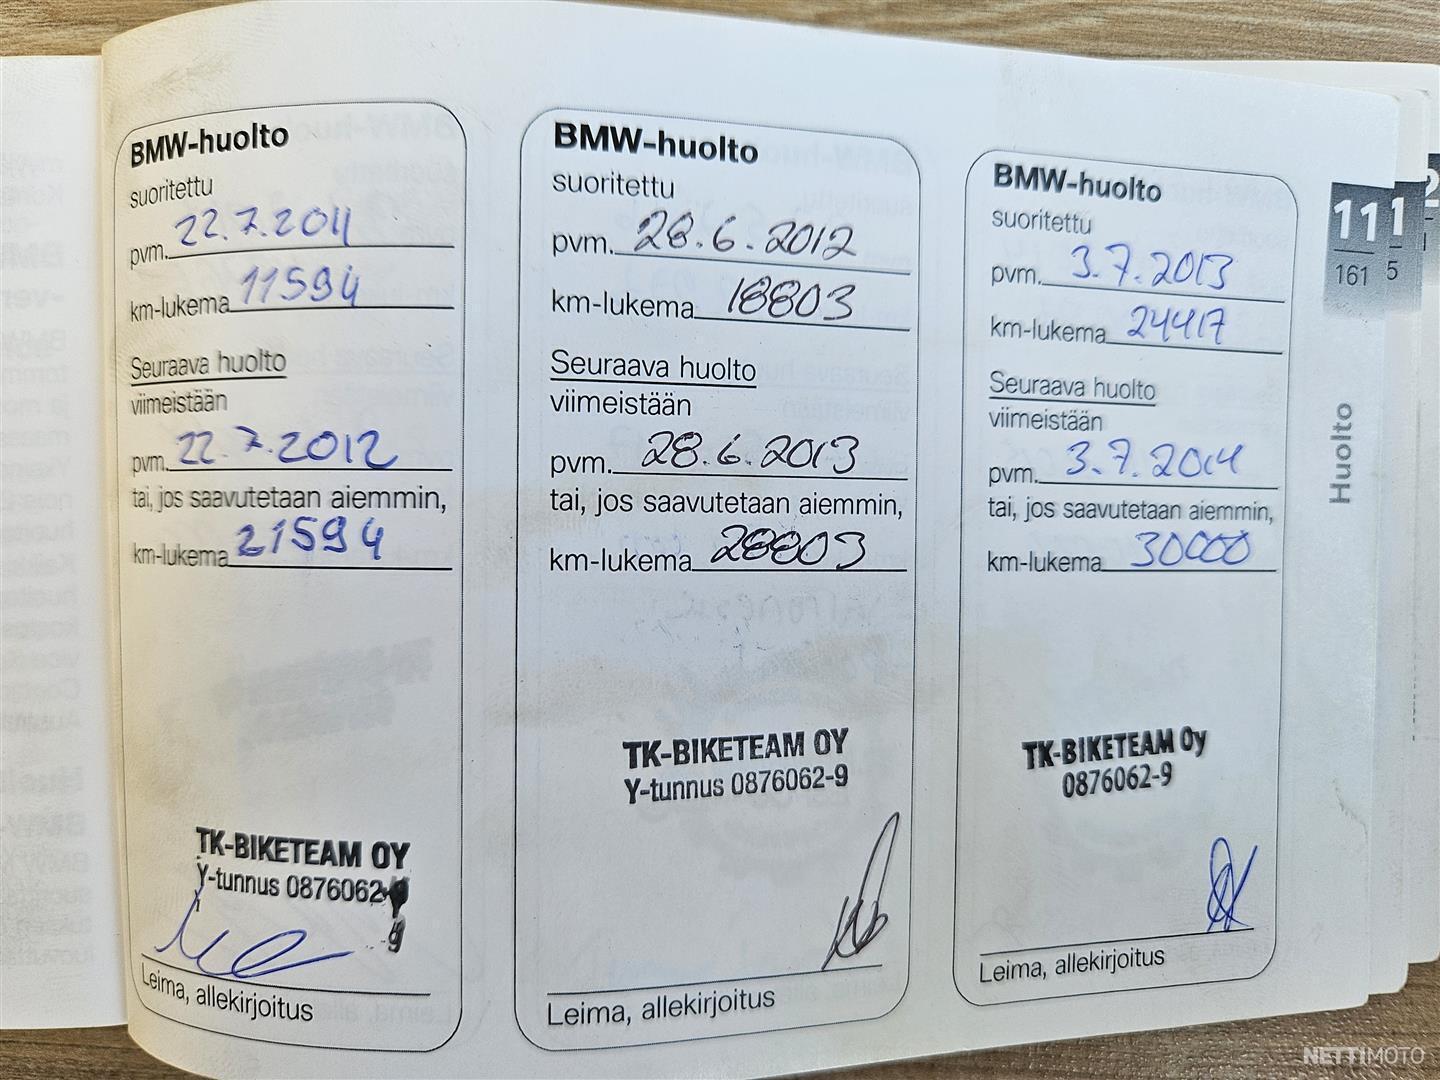 BMW-huolto
suoritettu
pvm. 22.7.2011
km-lukema 11594
Seuraava huolto
viimeistään
pvm. 22.7.2012
tai, jos saavutetaan aiemmin,
km-lukema 21594
TK-BIKETEAM OY
Y-tunnus 0876062-9
9
Leima, allekirjoitus
BMW-huolto
suoritettu
pvm. 28.6.2012
km-lukema 18803
Seuraava huolto
viimeistään
pvm. 28.6.2013
tai, jos saavutetaan aiemmin,
km-lukema 28803
TK-BIKETEAM OY
Y-tunnus 0876062-9
Leima, allekirjoitus
BMW-huolto
suoritettu
pvm. 3.7.2013
km-lukema 24417
Seuraava huolto
viimeistään
pvm. 3.7.2014
tai, jos saavutetaan aiemmin,
km-lukema 30000
TK-BIKETEAM Oy
0876062-9
Leima, allekirjoitus
11
161
1
5
2
Huolto
NETTIMOTO